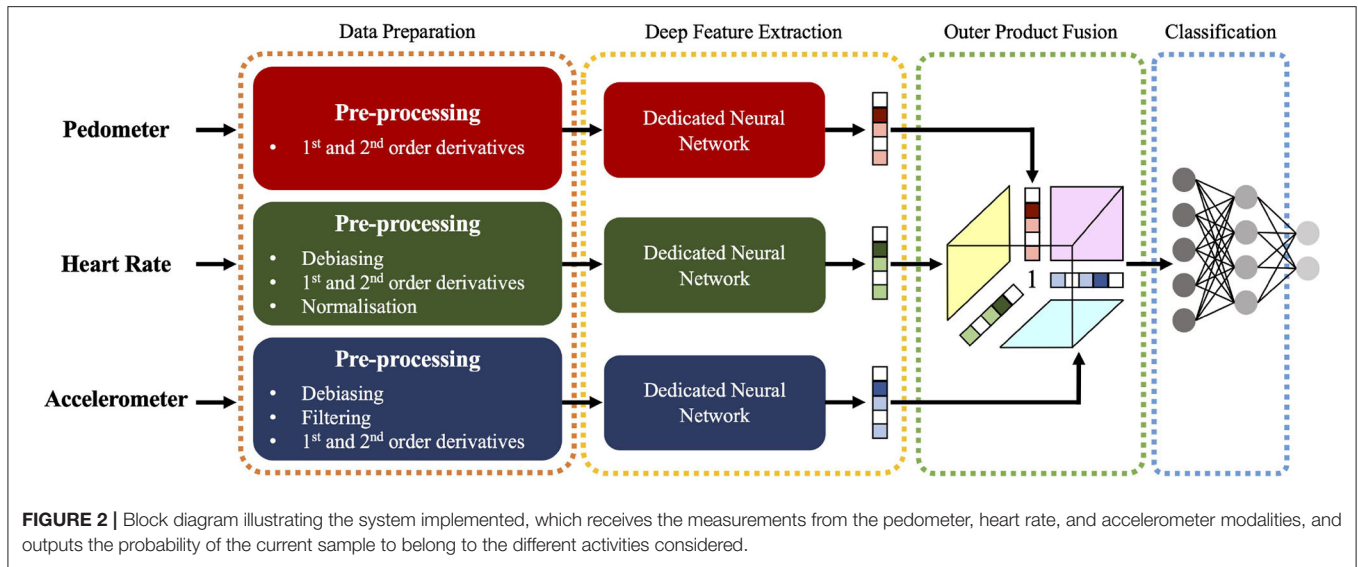 Data Preparation
Deep Feature Extraction
Outer Product Fusion
Classification
Pedometer
Pre-processing
• 1st and 2nd order derivatives
Dedicated Neural
Network
Heart Rate
Pre-processing
• Debiasing
• 1st and 2nd order derivatives
• Normalisation
Dedicated Neural
Network
1
Accelerometer
Pre-processing
• Debiasing
• Filtering
• 1st and 2nd order derivatives
Dedicated Neural
Network
FIGURE 2 | Block diagram illustrating the system implemented, which receives the measurements from the pedometer, heart rate, and accelerometer modalities, and
outputs the probability of the current sample to belong to the different activities considered.